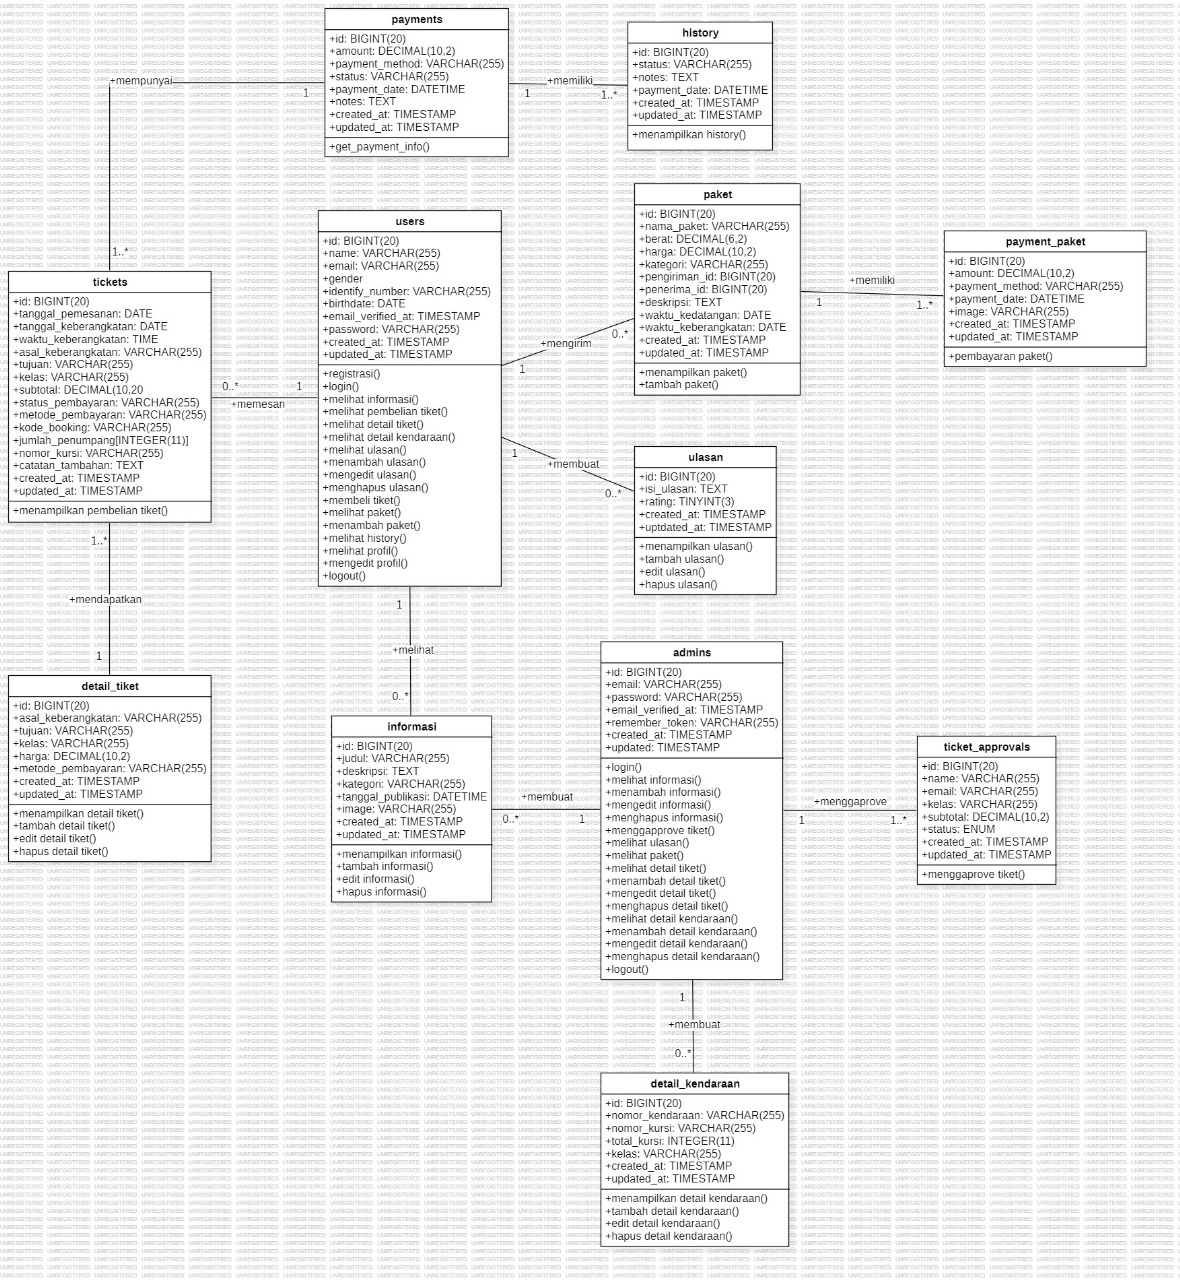 payments
+id: BIGINT(20)
+amount: DECIMAL(10,2)
+payment_method: VARCHAR(255)
+status: VARCHAR(255)
+payment_date: DATETIME
+notes: TEXT
+created_at: TIMESTAMP
+updated_at: TIMESTAMP
+get_payment_info()
history
+id: BIGINT(20)
+status: VARCHAR(255)
+notes: TEXT
+payment_date: DATETIME
+created_at: TIMESTAMP
+updated_at: TIMESTAMP
+menampilkan history()
+mempunyai
1
1..*
+memiliki
1
1..*
paket
+id: BIGINT(20)
+nama_paket: VARCHAR(255)
+berat: DECIMAL(6,2)
+harga: DECIMAL(10,2)
+kategori: VARCHAR(255)
+pengiriman_id: BIGINT(20)
+penerima_id: BIGINT(20)
+deskripsi: TEXT
+waktu_kedatangan: DATE
+waktu_keberangkatan: DATE
+created_at: TIMESTAMP
+updated_at: TIMESTAMP
+menampilkan paket()
+tambah paket()
+memiliki
1
1..*
payment_paket
+id: BIGINT(20)
+amount: DECIMAL(10,2)
+payment_method: VARCHAR(255)
+payment_date: DATETIME
+image: VARCHAR(255)
+created_at: TIMESTAMP
+updated_at: TIMESTAMP
+pembayaran paket()
users
+id: BIGINT(20)
+name: VARCHAR(255)
+email: VARCHAR(255)
+gender
+identify_number: VARCHAR(255)
+birthdate: DATE
+email_verified_at: TIMESTAMP
+password: VARCHAR(255)
+created_at: TIMESTAMP
+updated_at: TIMESTAMP
+registrasi()
+login()
+melihat informasi()
+melihat pembelian tiket()
+melihat detail tiket()
+melihat detail kendaraan()
+melihat ulasan()
+menambah ulasan()
+mengedit ulasan()
+menghapus ulasan()
+membeli tiket()
+melihat paket()
+menambah paket()
+melihat history()
+melihat profil()
+mengedit profil()
+logout()
+mengirim
1
0..*
+membuat
1
0..*
tickets
+id: BIGINT(20)
+tanggal_pemesanan: DATE
+tanggal_keberangkatan: DATE
+waktu_keberangkatan: TIME
+asal_keberangkatan: VARCHAR(255)
+tujuan: VARCHAR(255)
+kelas: VARCHAR(255)
+subtotal: DECIMAL(10,20
+status_pembayaran: VARCHAR(255)
+metode_pembayaran: VARCHAR(255)
+kode_booking: VARCHAR(255)
+jumlah_penumpang[INTEGER(11)]
+nomor_kursi: VARCHAR(255)
+catatan_tambahan: TEXT
+created_at: TIMESTAMP
+updated_at: TIMESTAMP
+menampilkan pembelian tiket()
0..*
1
+memesan
ulasan
+id: BIGINT(20)
+isi_ulasan: TEXT
+rating: TINYINT(3)
+created_at: TIMESTAMP
+uptdated_at: TIMESTAMP
+menampilkan ulasan()
+tambah ulasan()
+edit ulasan()
+hapus ulasan()
1..*
+mendapatkan
1
1
+melihat
0..*
detail_tiket
+id: BIGINT(20)
+asal_keberangkatan: VARCHAR(255)
+tujuan: VARCHAR(255)
+kelas: VARCHAR(255)
+harga: DECIMAL(10,2)
+metode_pembayaran: VARCHAR(255)
+created_at: TIMESTAMP
+updated_at: TIMESTAMP
+menampilkan detail tiket()
+tambah detail tiket()
+edit detail tiket()
+hapus detail tiket()
informasi
+id: BIGINT(20)
+judul: VARCHAR(255)
+deskripsi: TEXT
+kategori: VARCHAR(255)
+tanggal_publikasi: DATETIME
+image: VARCHAR(255)
+created_at: TIMESTAMP
+updated_at: TIMESTAMP
+menampilkan informasi()
+tambah informasi()
+edit informasi()
+hapus informasi()
+membuat
0..*
1
admins
+id: BIGINT(20)
+email: VARCHAR(255)
+password: VARCHAR(255)
+email_verified_at: TIMESTAMP
+remember_token: VARCHAR(255)
+created_at: TIMESTAMP
+updated: TIMESTAMP
+login()
+melihat informasi()
+menambah informasi()
+mengedit informasi()
+menghapus informasi()
+menggapprove tiket()
+melihat ulasan()
+melihat paket()
+melihat detail tiket()
+menambah detail tiket()
+mengedit detail tiket()
+menghapus detail tiket()
+melihat detail kendaraan()
+menambah detail kendaraan()
+mengedit detail kendaraan()
+menghapus detail kendaraan()
+logout()
+menggaprove
1
1..*
ticket_approvals
+id: BIGINT(20)
+name: VARCHAR(255)
+email: VARCHAR(255)
+kelas: VARCHAR(255)
+subtotal: DECIMAL(10,2)
+status: ENUM
+created_at: TIMESTAMP
+updated_at: TIMESTAMP
+menggaprove tiket()
1
+membuat
0..*
detail_kendaraan
+id: BIGINT(20)
+nomor_kendaraan: VARCHAR(255)
+nomor_kursi: VARCHAR(255)
+total_kursi: INTEGER(11)
+kelas: VARCHAR(255)
+created_at: TIMESTAMP
+updated_at: TIMESTAMP
+menampilkan detail kendaraan()
+tambah detail kendaraan()
+edit detail kendaraan()
+hapus detail kendaraan()
UNREGISTERED